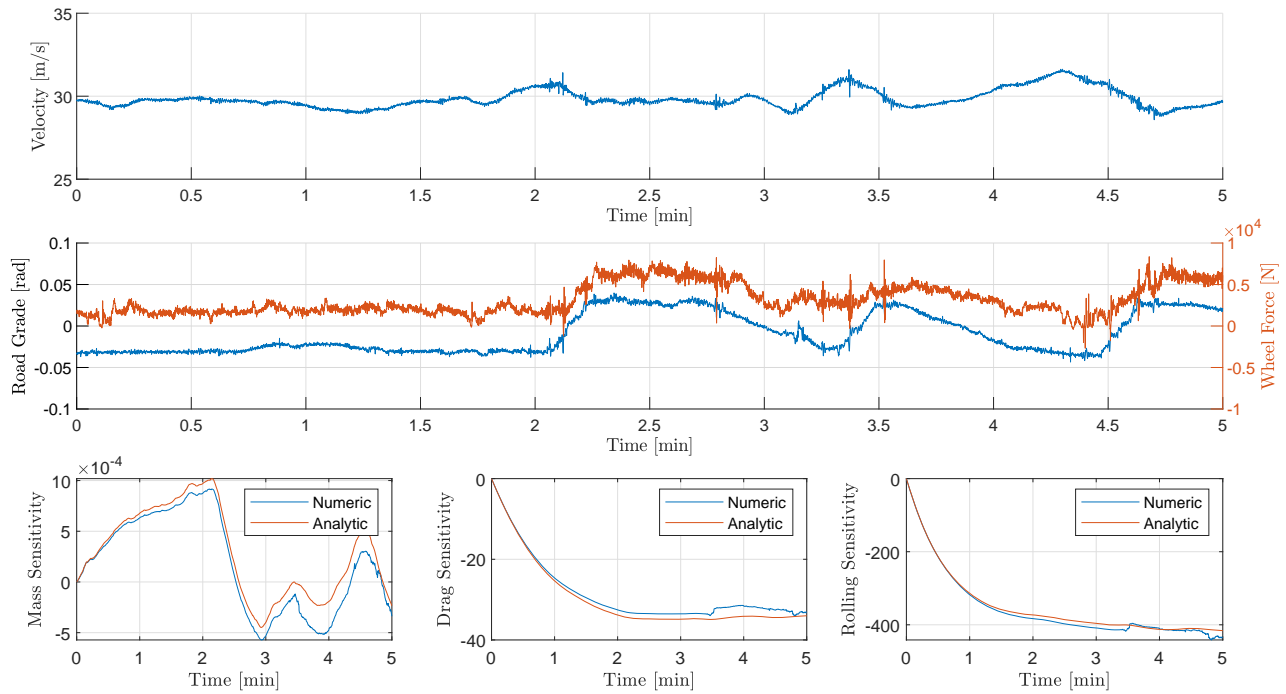 35
30
25
Velocity [m/s]
0 0.5 1 1.5 2 2.5 3 3.5 4 4.5 5
Time [min]
×10^4
0.1 1
0.05 0.5
0 0
-0.05 -0.5
-0.1 -1
Road Grade [rad]
Wheel Force [N]
0 0.5 1 1.5 2 2.5 3 3.5 4 4.5 5
Time [min]
×10^-4
10
5
0
-5
Mass Sensitivity
Numeric
Analytic
0 1 2 3 4 5
Time [min]
0
-20
-40
Drag Sensitivity
Numeric
Analytic
0 1 2 3 4 5
Time [min]
0
-200
-400
Rolling Sensitivity
Numeric
Analytic
0 1 2 3 4 5
Time [min]